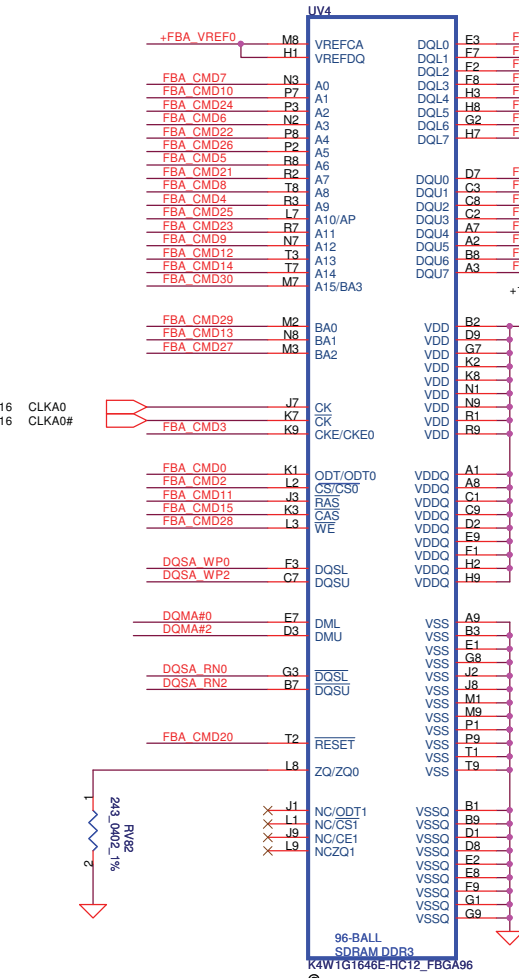 UV4
+FBA_VREF0 M8 VREFCA DQL0 E3 F
H1 VREFDQ DQL1 F7 F
DQL2 F2 F
FBA_CMD7 N3 A0 DQL3 F8 F
FBA_CMD10 P7 A1 DQL4 H3 F
FBA_CMD24 P3 A2 DQL5 H8 F
FBA_CMD6 N2 A3 DQL6 G2 F
FBA_CMD22 P8 A4 DQL7 H7 F
FBA_CMD26 P2 A5
FBA_CMD5 R8 A6
FBA_CMD21 R2 A7 DQU0 D7 F
FBA_CMD8 T8 A8 DQU1 C3 F
FBA_CMD4 R3 A9 DQU2 C8 F
FBA_CMD25 L7 A10/AP DQU3 C2 F
FBA_CMD23 R7 A11 DQU4 A7 F
FBA_CMD9 N7 A12 DQU5 A2 F
FBA_CMD12 T3 A13 DQU6 B8 F
FBA_CMD14 T7 A14 DQU7 A3 F
FBA_CMD30 M7 A15/BA3
FBA_CMD29 M2 BA0 VDD B2
FBA_CMD13 N8 BA1 VDD D9
FBA_CMD27 M3 BA2 VDD G7
VDD K2
VDD K8
VDD N1
16 CLKA0 J7 CK VDD N9
16 CLKA0# K7 CK VDD R1
FBA_CMD3 K9 CKE/CKE0 VDD R9
FBA_CMD0 K1 ODT/ODT0 VDDQ A1
FBA_CMD2 L2 CS/CS0 VDDQ A8
FBA_CMD11 J3 RAS VDDQ C1
FBA_CMD15 K3 CAS VDDQ C9
FBA_CMD28 L3 WE VDDQ D2
VDDQ E9
VDDQ F1
DQSA_WP0 F3 DQSL VDDQ H2
DQSA_WP2 C7 DQSU VDDQ H9
DQMA#0 E7 DML VSS A9
DQMA#2 D3 DMU VSS B3
VSS E1
VSS G8
DQSA_RN0 G3 DQSL VSS J2
DQSA_RN2 B7 DQSU VSS J8
VSS M1
VSS M9
VSS P1
FBA_CMD20 T2 RESET VSS P9
VSS T1
L8 ZQ/ZQ0 VSS T9
1
RV82
243_0402_1%
2
J1 NC/ODT1 VSSQ B1
L1 NC/CS1 VSSQ B9
J9 NC/CE1 VSSQ D1
L9 NCZQ1 VSSQ D8
VSSQ E2
VSSQ E8
VSSQ F9
VSSQ G1
VSSQ G9
96-BALL
SDRAM DDR3
K4W1G1646E-HC12_FBGA96